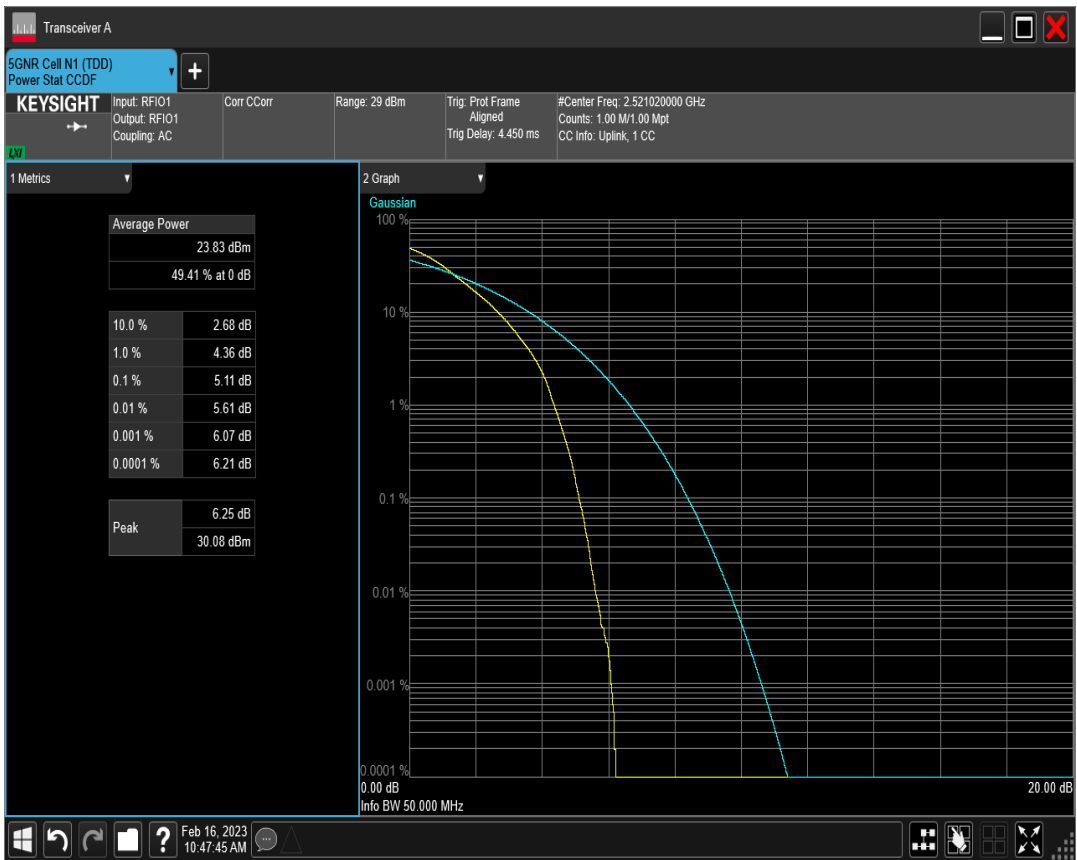 Transceiver A
5GNR Cell N1 (TDD)
Power Stat CCDF
+
KEYSIGHT
LXI
Input: RFIO1
Output: RFIO1
Coupling: AC
Corr CCorr
Range: 29 dBm
Trig: Prot Frame
Aligned
Trig Delay: 4.450 ms
#Center Freq: 2.521020000 GHz
Counts: 1.00 M/1.00 Mpt
CC Info: Uplink, 1 CC
1 Metrics
Average Power
23.83 dBm
49.41 % at 0 dB
10.0 % 2.68 dB
1.0 % 4.36 dB
0.1 % 5.11 dB
0.01 % 5.61 dB
0.001 % 6.07 dB
0.0001 % 6.21 dB
Peak
6.25 dB
30.08 dBm
2 Graph
Gaussian
100 %
10 %
1 %
0.1 %
0.01 %
0.001 %
0.0001 %
0.00 dB 20.00 dB
Info BW 50.000 MHz
?
Feb 16, 2023
10:47:45 AM